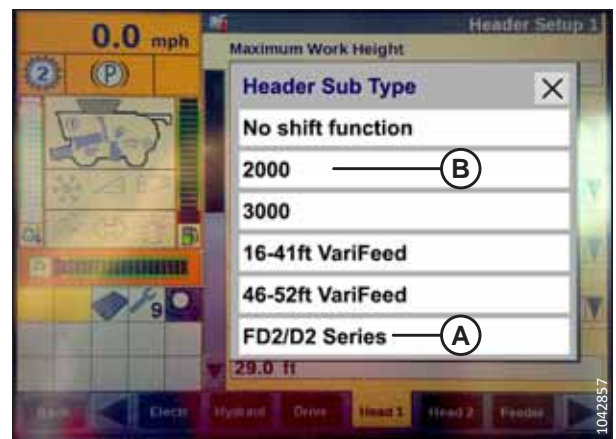 0.0 mph
Header Setup 1
Maximum Work Height
2
P
Header Sub Type
No shift function
2000
B
3000
16-41ft VariFeed
46-52ft VariFeed
9
FD2/D2 Series
A
29.0 ft
Back
Electr
Hydraul
Drive
Head 1
Head 2
Feeder
1042857